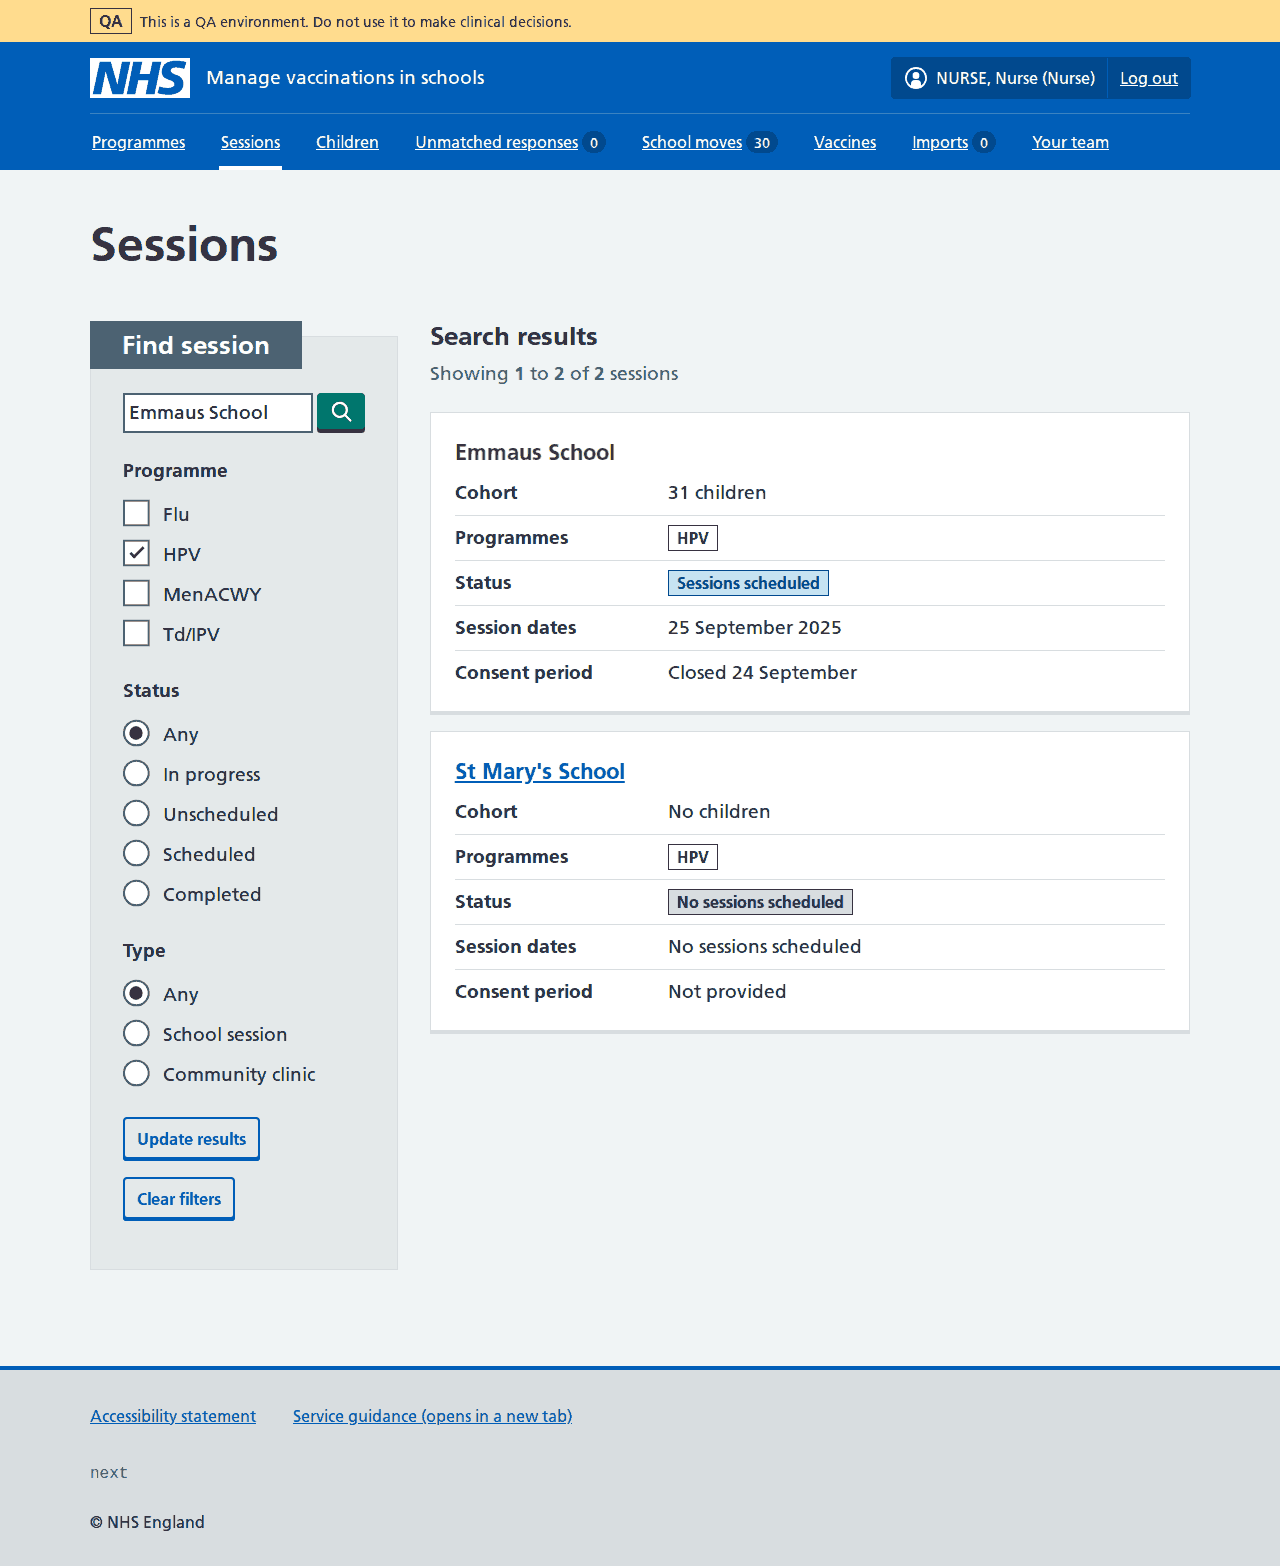 QA This is a QA environment. Do not use it to make clinical decisions.
NHS Manage vaccinations in schools NURSE, Nurse (Nurse) Log out
Programmes Sessions Children Unmatched responses 0 School moves 30 Vaccines Imports 0 Your team
Sessions
Find session
Emmaus School
Programme
Flu
HPV
MenACWY
Td/IPV
Status
Any
In progress
Unscheduled
Scheduled
Completed
Type
Any
School session
Community clinic
Update results
Clear filters
Search results
Showing 1 to 2 of 2 sessions
Emmaus School
Cohort 31 children
Programmes HPV
Status Sessions scheduled
Session dates 25 September 2025
Consent period Closed 24 September
St Mary's School
Cohort No children
Programmes HPV
Status No sessions scheduled
Session dates No sessions scheduled
Consent period Not provided
Accessibility statement Service guidance (opens in a new tab)
next
© NHS England